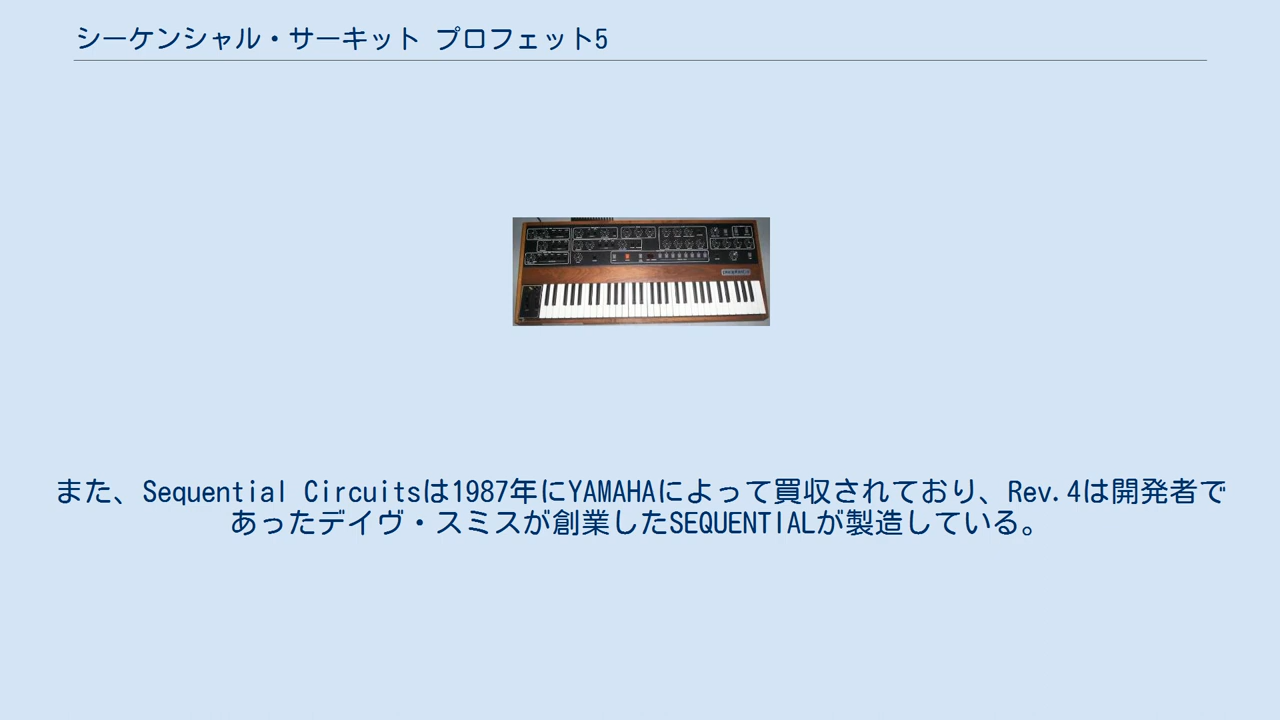 シーケンシャル・サーキット プロフェット5
また、Sequential Circuitsは1987年にYAMAHAによって買収されており、Rev.4は開発者で
あったデイヴ・スミスが創業したSEQUENTIALが製造している。